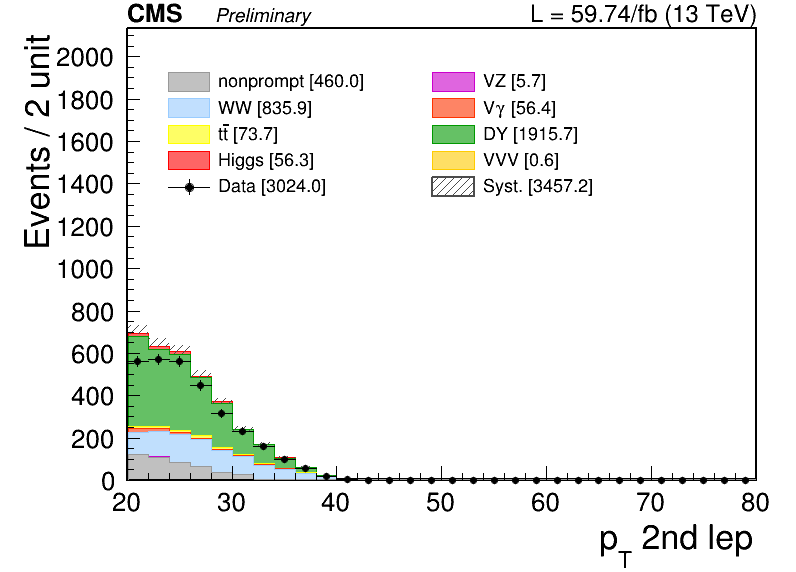 CMS Preliminary L = 59.74/fb (13 TeV)
Events / 2 unit
2000
1800
1600
1400
1200
1000
800
600
400
200
0
nonprompt [460.0]
WW [835.9]
tt̄ [73.7]
Higgs [56.3]
Data [3024.0]
VZ [5.7]
Vγ [56.4]
DY [1915.7]
VVV [0.6]
Syst. [3457.2]
20 30 40 50 60 70 80
p_T 2nd lep